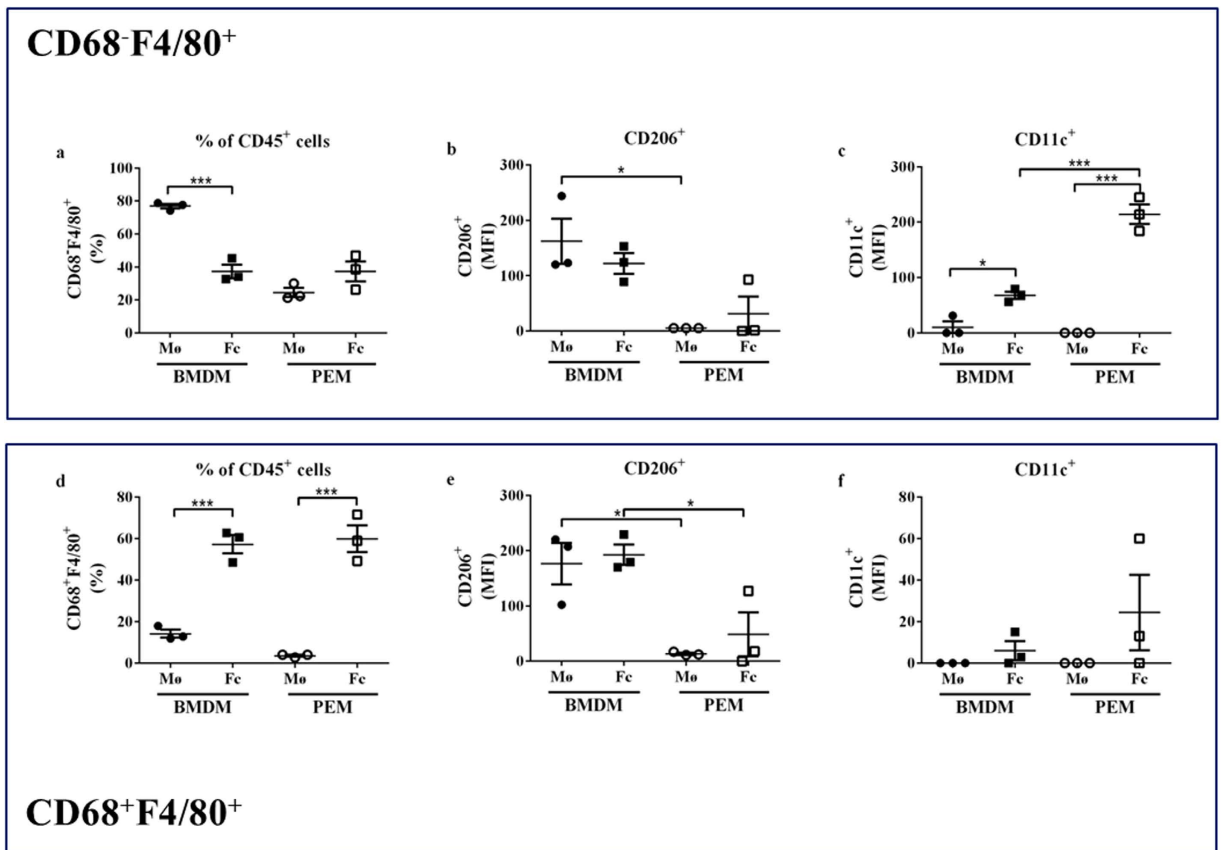 CD68⁻F4/80⁺
a
% of CD45⁺ cells
CD68⁻F4/80⁺
(%)
100
80
60
40
20
0
***
Mø
Fc
Mø
Fc
BMDM
PEM
b
CD206⁺
CD206⁺
(MFI)
300
200
100
0
*
Mø
Fc
Mø
Fc
BMDM
PEM
c
CD11c⁺
CD11c⁺
(MFI)
300
200
100
0
***
***
*
Mø
Fc
Mø
Fc
BMDM
PEM
d
% of CD45⁺ cells
CD68⁺F4/80⁺
(%)
80
60
40
20
0
***
***
Mø
Fc
Mø
Fc
BMDM
PEM
e
CD206⁺
CD206⁺
(MFI)
300
200
100
0
*
*
Mø
Fc
Mø
Fc
BMDM
PEM
f
CD11c⁺
CD11c⁺
(MFI)
80
60
40
20
0
Mø
Fc
Mø
Fc
BMDM
PEM
CD68⁺F4/80⁺